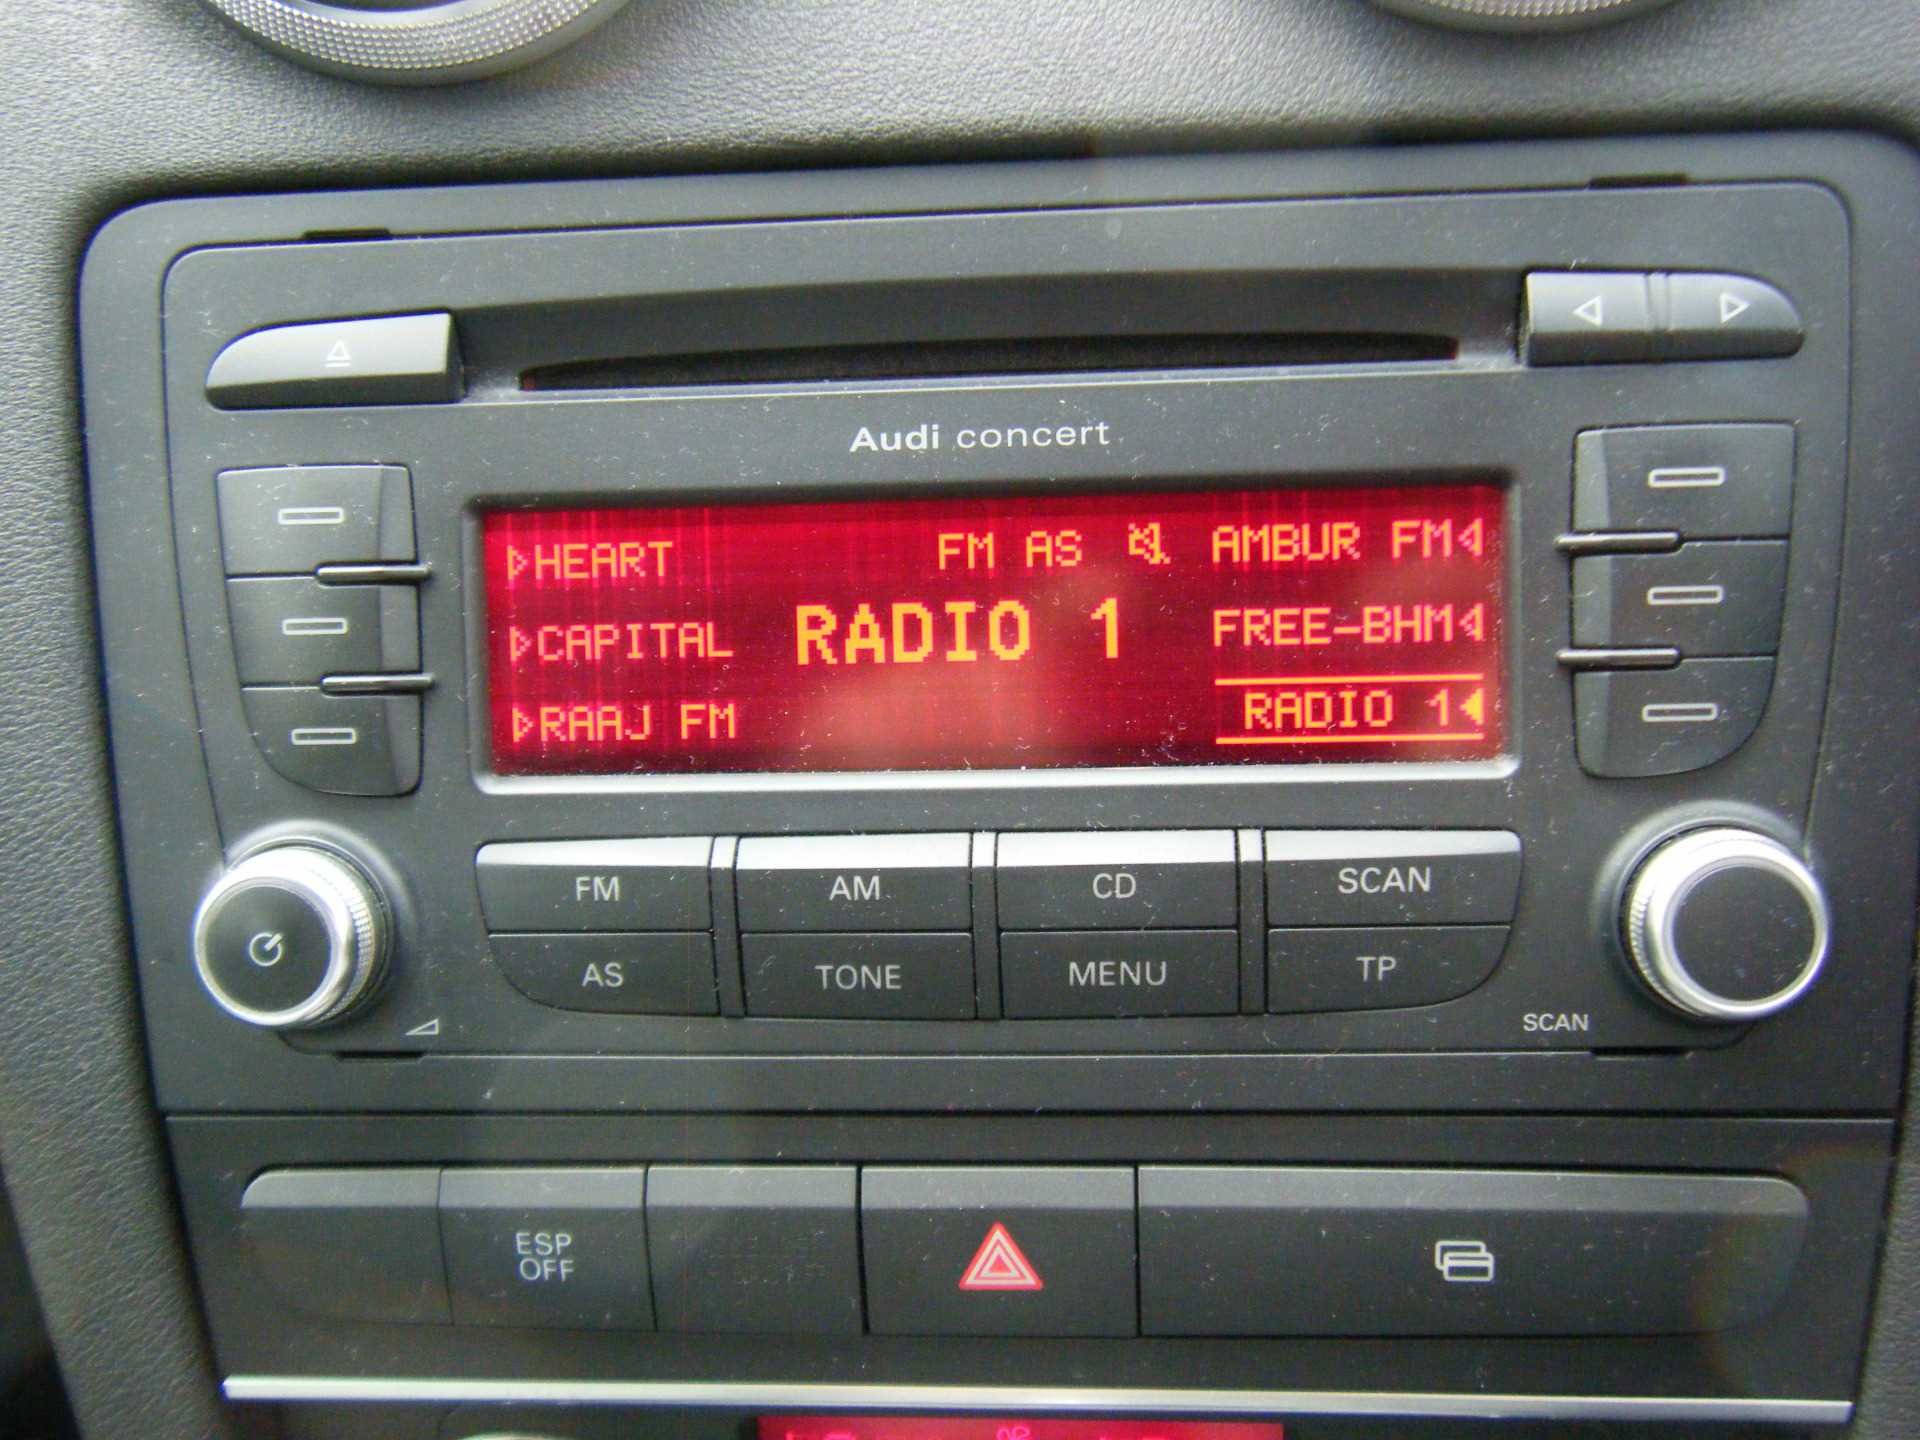 Audi concert
HEART FM AS AMBUR FM
CAPITAL RADIO 1 FREE-BHM
RAAJ FM RADIO 1
FM AM CD SCAN
AS TONE MENU TP
SCAN
ESP
OFF